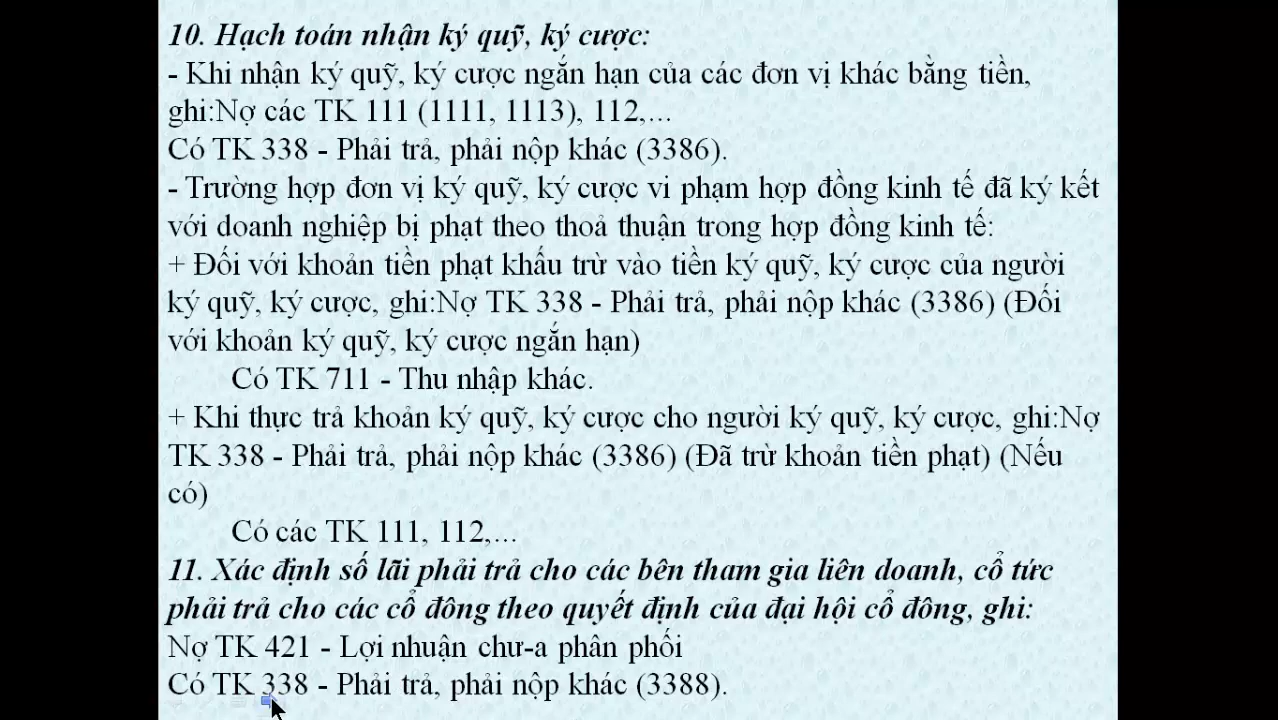 10. Hạch toán nhận ký quỹ, ký cược:
- Khi nhận ký quỹ, ký cược ngắn hạn của các đơn vị khác bằng tiền,
ghi:Nợ các TK 111 (1111, 1113), 112,...
Có TK 338 - Phải trả, phải nộp khác (3386).
- Trường hợp đơn vị ký quỹ, ký cược vi phạm hợp đồng kinh tế đã ký kết
với doanh nghiệp bị phạt theo thoả thuận trong hợp đồng kinh tế:
+ Đối với khoản tiền phạt khấu trừ vào tiền ký quỹ, ký cược của người
ký quỹ, ký cược, ghi:Nợ TK 338 - Phải trả, phải nộp khác (3386) (Đối
với khoản ký quỹ, ký cược ngắn hạn)
Có TK 711 - Thu nhập khác.
+ Khi thực trả khoản ký quỹ, ký cược cho người ký quỹ, ký cược, ghi:Nợ
TK 338 - Phải trả, phải nộp khác (3386) (Đã trừ khoản tiền phạt) (Nếu
có)
Có các TK 111, 112,...
11. Xác định số lãi phải trả cho các bên tham gia liên doanh, cổ tức
phải trả cho các cổ đông theo quyết định của đại hội cổ đông, ghi:
Nợ TK 421 - Lợi nhuận chư-a phân phối
Có TK 338 - Phải trả, phải nộp khác (3388).